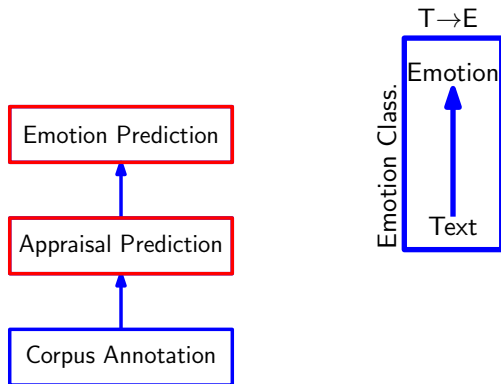 T→E
Emotion
Emotion Class.
Text
Emotion Prediction
Appraisal Prediction
Corpus Annotation